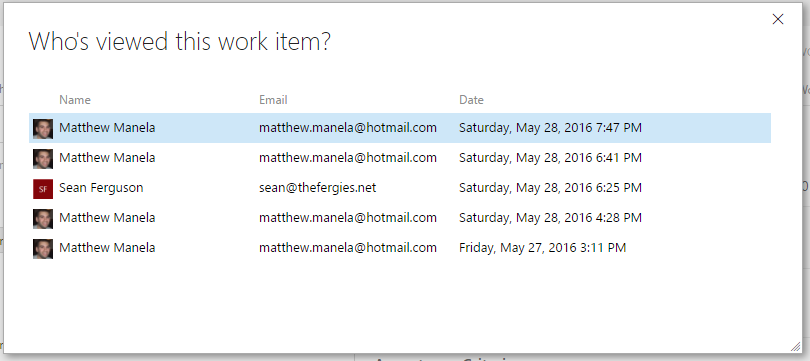 Who's viewed this work item?
Name Email Date
Matthew Manela matthew.manela@hotmail.com Saturday, May 28, 2016 7:47 PM
Matthew Manela matthew.manela@hotmail.com Saturday, May 28, 2016 6:41 PM
SF Sean Ferguson sean@thefergies.net Saturday, May 28, 2016 6:25 PM
Matthew Manela matthew.manela@hotmail.com Saturday, May 28, 2016 4:28 PM
Matthew Manela matthew.manela@hotmail.com Friday, May 27, 2016 3:11 PM